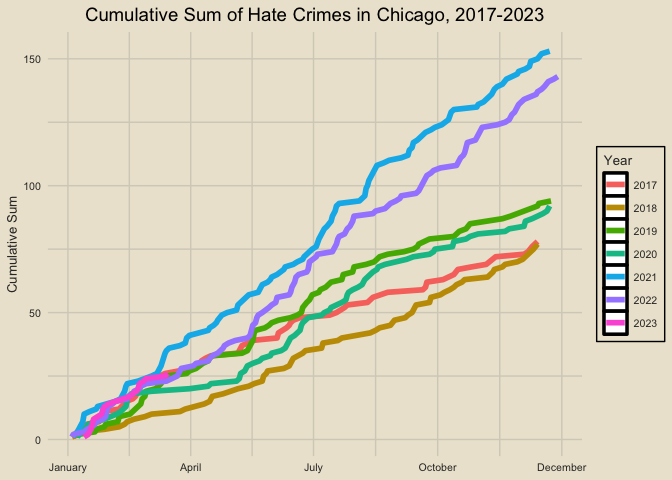 Cumulative Sum of Hate Crimes in Chicago, 2017-2023
150
100
50
0
Cumulative Sum
January April July October December
Year
2017
2018
2019
2020
2021
2022
2023